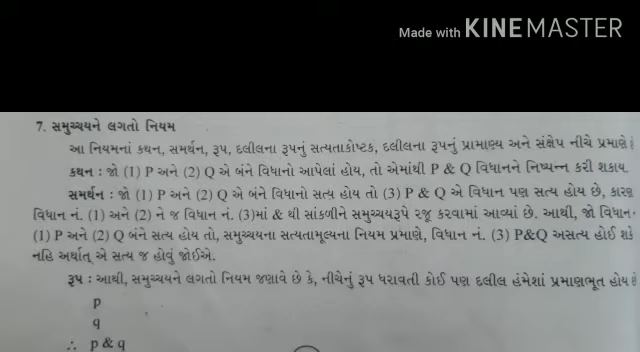 Made with KINEMASTER
7. સમુચ્ચયને લગતો નિયમ
આ નિયમનાં કથન, સમર્થન, રૂપ, દલીલના રૂપનું સત્યતાકોષ્ટક, દલીલના રૂપનું પ્રામાણ્ય અને સંક્ષેપ નીચે પ્રમાણે
કથન : જો (1) P અને (2) Q એ બંને વિધાનો આપેલાં હોય, તો એમાંથી P & Q વિધાનને નિષ્પન્ન કરી શકાય.
સમર્થન : જો (1) P અને (2) Q એ બંને વિધાનો સત્ય હોય તો (3) P & Q એ વિધાન પણ સત્ય હોય છે, કારણ
વિધાન નં. (1) અને (2) ને જ વિધાન નં. (3)માં & થી સાંકળીને સમુચ્ચયરૂપે રજૂ કરવામાં આવ્યાં છે. આથી, જો વિધાન
(1) P અને (2) Q બંને સત્ય હોય તો, સમુચ્ચયના સત્યતામૂલ્યના નિયમ પ્રમાણે, વિધાન નં. (3) P&Q અસત્ય હોઈ શકે
નહિ અર્થાત્ એ સત્ય જ હોવું જોઈએ.
રૂપ : આથી, સમુચ્ચયને લગતો નિયમ જણાવે છે કે, નીચેનું રૂપ ધરાવતી કોઈ પણ દલીલ હંમેશાં પ્રમાણભૂત હોય છે
p
q
∴ p & q